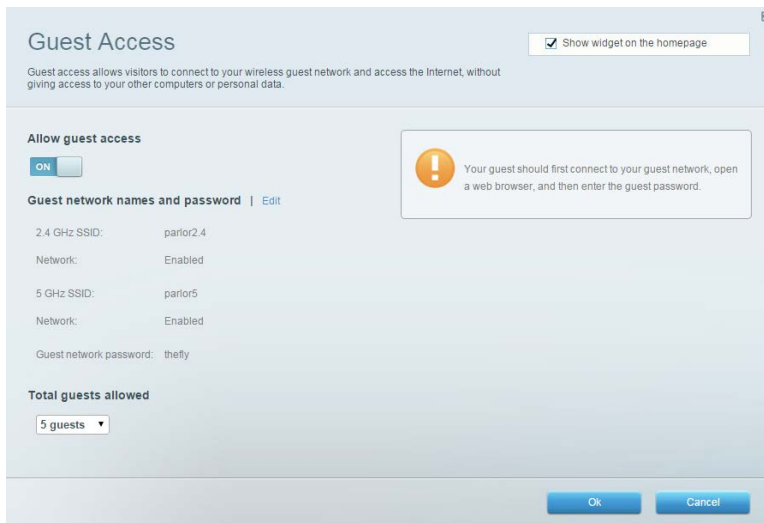 Guest Access
Show widget on the homepage
Guest access allows visitors to connect to your wireless guest network and access the Internet, without
giving access to your other computers or personal data.
Allow guest access
ON
Your guest should first connect to your guest network, open
a web browser, and then enter the guest password.
Guest network names and password | Edit
2.4 GHz SSID: parlor2.4
Network: Enabled
5 GHz SSID: parlor5
Network: Enabled
Guest network password: thefly
Total guests allowed
5 guests
Ok Cancel